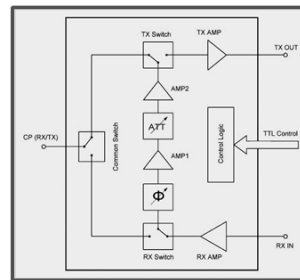 TX Switch
TX AMP
TX OUT
AMP2
ATT
CP (RX/TX)
Common Switch
AMP1
Control Logic
TTL Control
Φ
RX Switch
RX AMP
RX IN